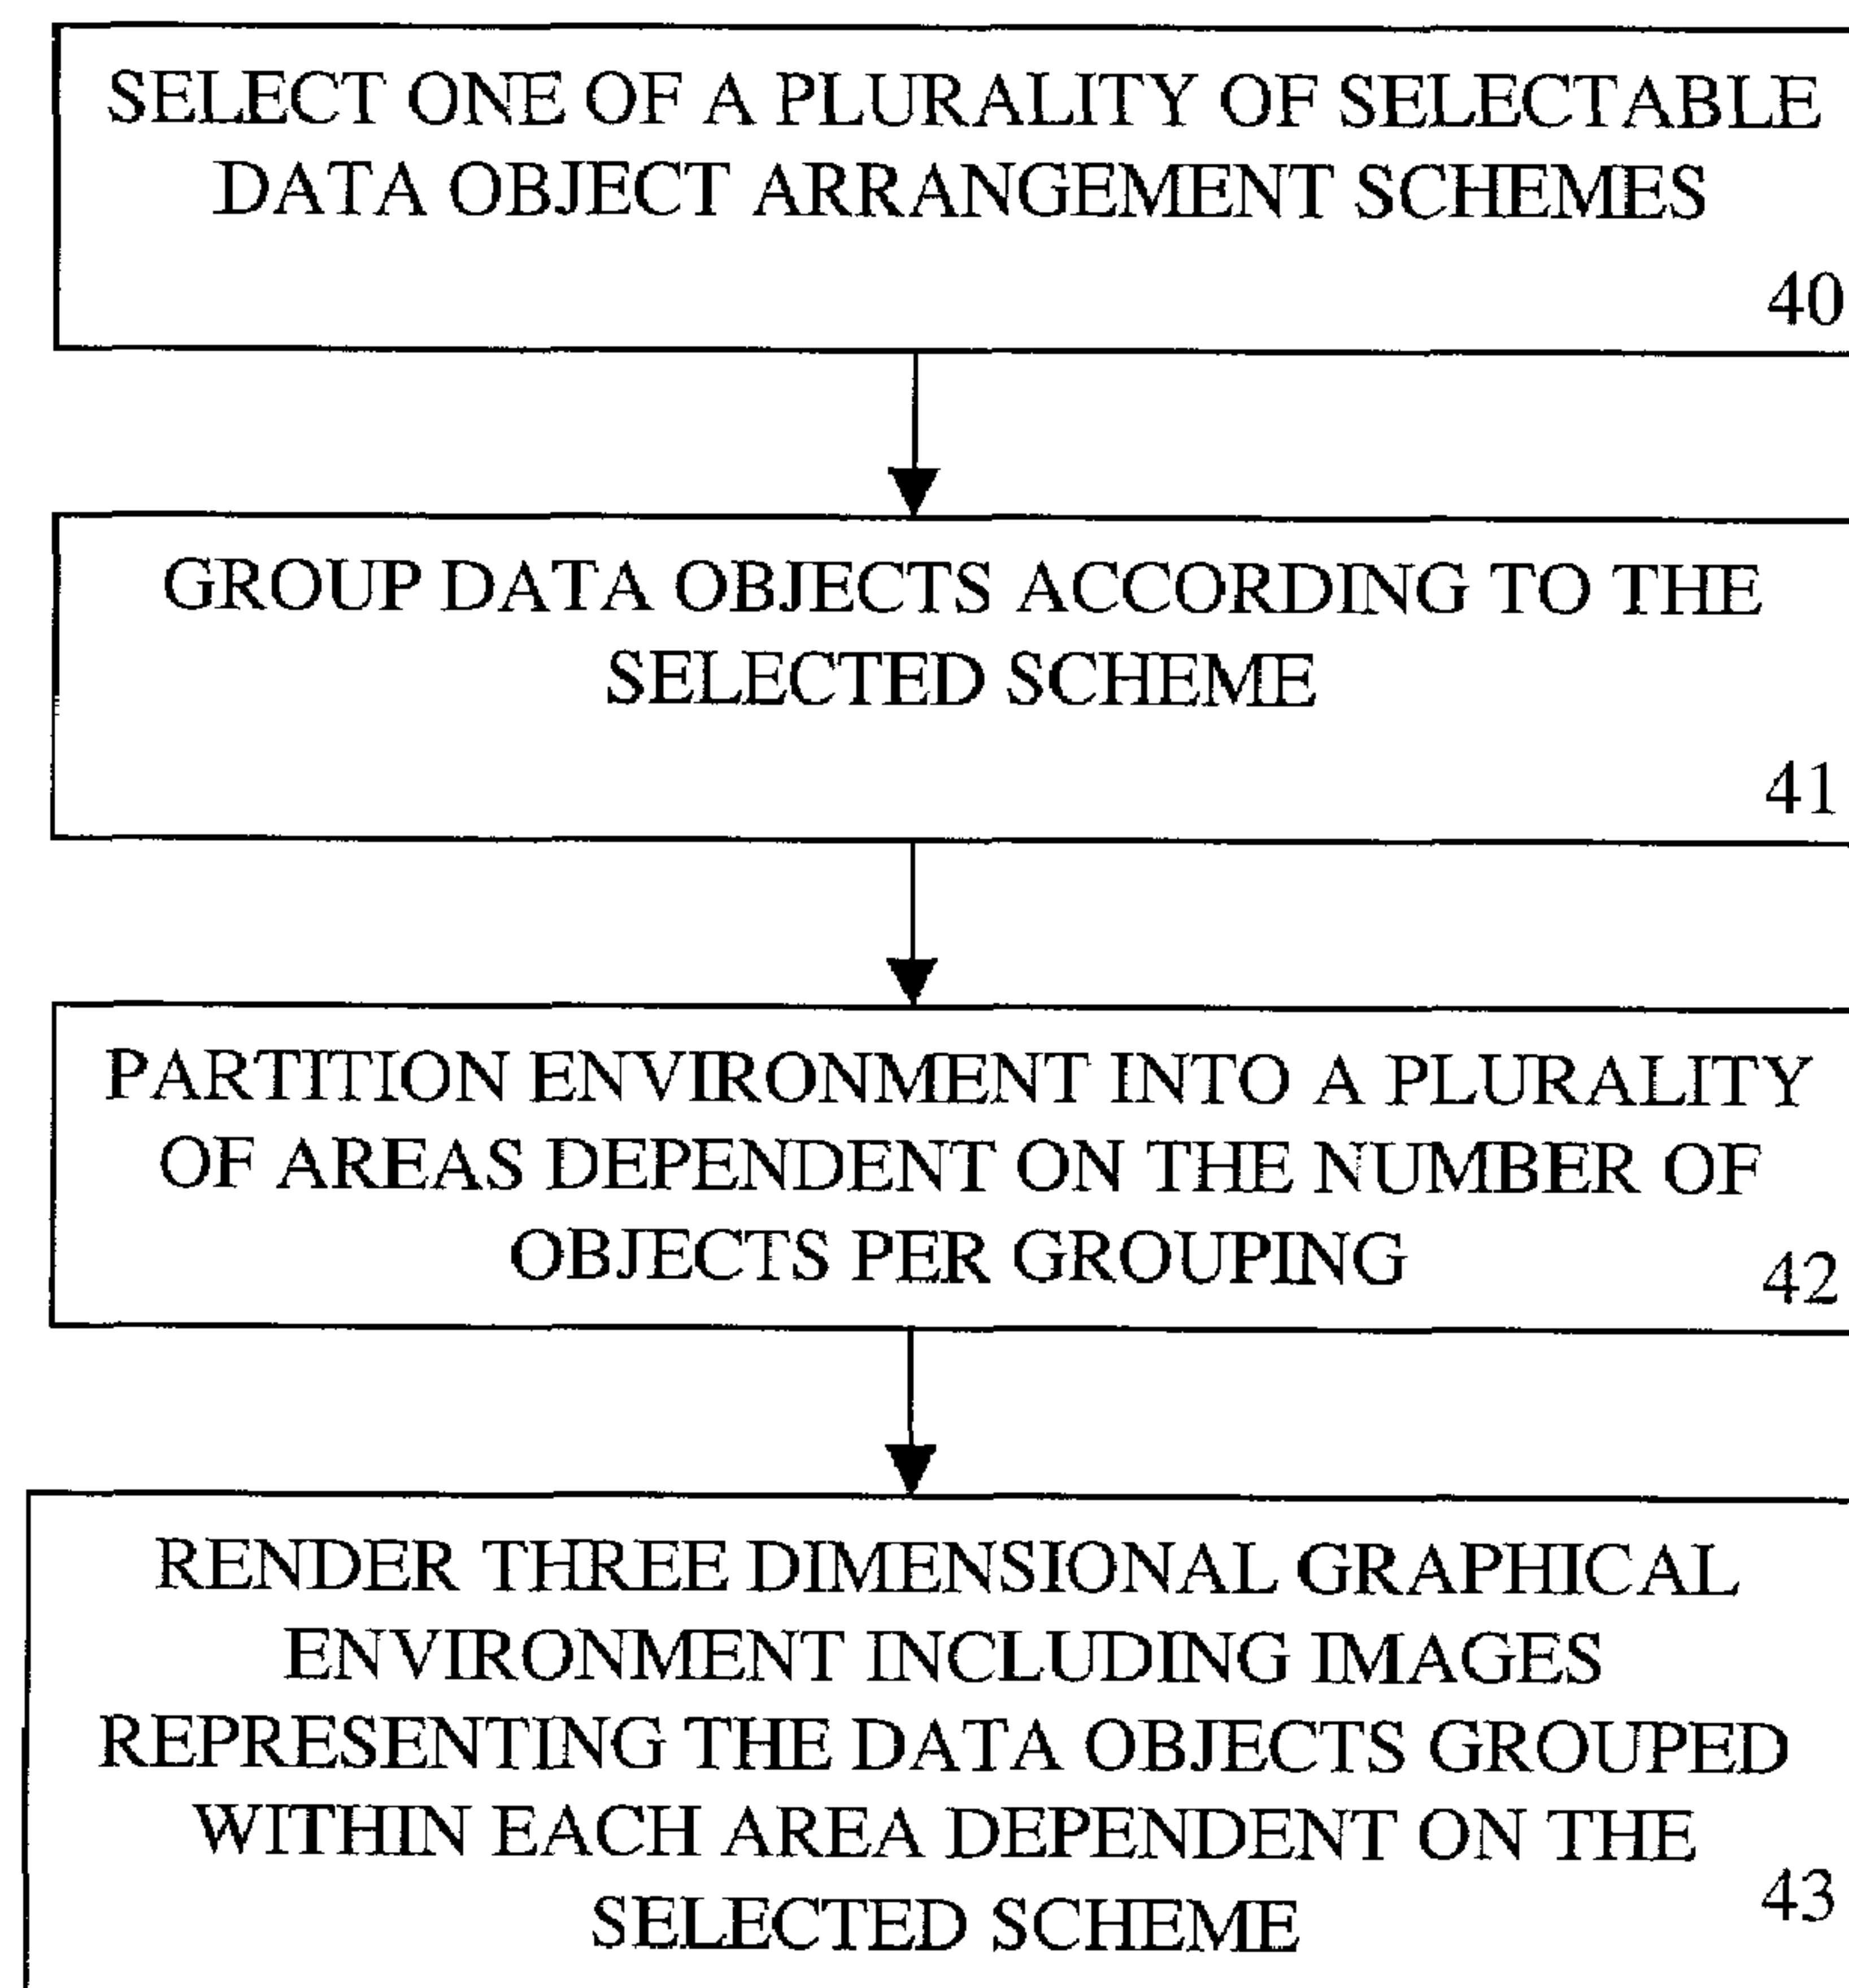 SELECT ONE OF A PLURALITY OF SELECTABLE
DATA OBJECT ARRANGEMENT SCHEMES
40
GROUP DATA OBJECTS ACCORDING TO THE
SELECTED SCHEME
41
PARTITION ENVIRONMENT INTO A PLURALITY
OF AREAS DEPENDENT ON THE NUMBER OF
OBJECTS PER GROUPING
42
RENDER THREE DIMENSIONAL GRAPHICAL
ENVIRONMENT INCLUDING IMAGES
REPRESENTING THE DATA OBJECTS GROUPED
WITHIN EACH AREA DEPENDENT ON THE
SELECTED SCHEME
43